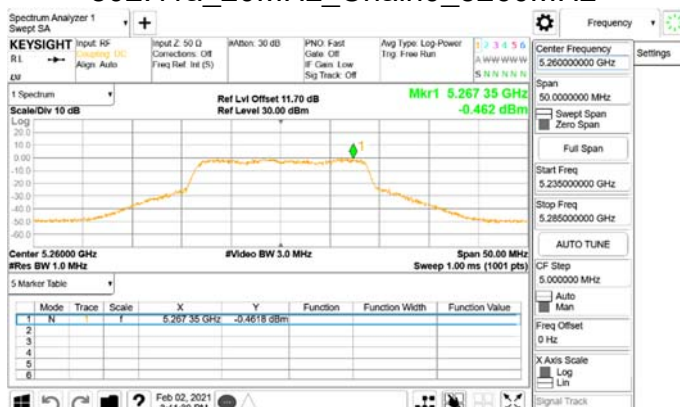 Spectrum Analyzer 1
Swept SA
+
Frequency
KEYSIGHT
RL
Input: RF
Coupling: DC
Align: Auto
Input Z: 50 Ω
Corrections: Off
Freq Ref: Int (S)
#Atten: 30 dB
PNO: Fast
Gate: Off
IF Gain: Low
Sig Track: Off
Avg Type: Log-Power
Trig: Free Run
1 2 3 4 5 6
A W W W W W
S N N N N N
Center Frequency
5.260000000 GHz
Settings
Span
50.0000000 MHz
Swept Span
Zero Span
Full Span
Start Freq
5.235000000 GHz
Stop Freq
5.285000000 GHz
AUTO TUNE
CF Step
5.000000 MHz
Auto
Man
Freq Offset
0 Hz
X Axis Scale
Log
Lin
Signal Track
1 Spectrum
Scale/Div 10 dB
Ref Lvl Offset 11.70 dB
Ref Level 30.00 dBm
Mkr1 5.267 35 GHz
-0.462 dBm
Log
20.0
10.0
0.00
-10.0
-20.0
-30.0
-40.0
-50.0
-60.0
1
Center 5.26000 GHz
#Res BW 1.0 MHz
#Video BW 3.0 MHz
Span 50.00 MHz
Sweep 1.00 ms (1001 pts)
5 Marker Table
Mode Trace Scale X Y Function Function Width Function Value
1 N 1 f 5.267 35 GHz -0.4618 dBm
2
3
4
5
6
?
Feb 02, 2021